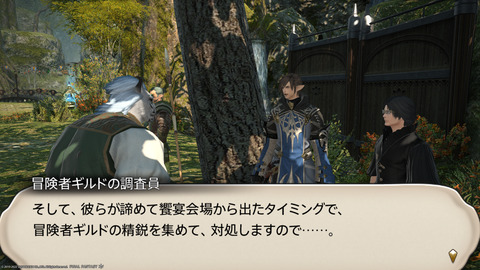 冒険者ギルドの調査員
そして、彼らが諦めて饗宴会場から出たタイミングで、
冒険者ギルドの精鋭を集めて、対処しますので……。